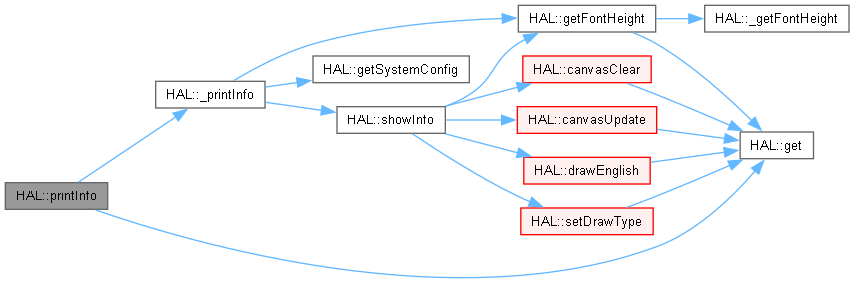 HAL::getFontHeight
HAL::_getFontHeight
HAL::getSystemConfig
HAL::canvasClear
HAL::_printInfo
HAL::showInfo
HAL::canvasUpdate
HAL::get
HAL::drawEnglish
HAL::printInfo
HAL::setDrawType